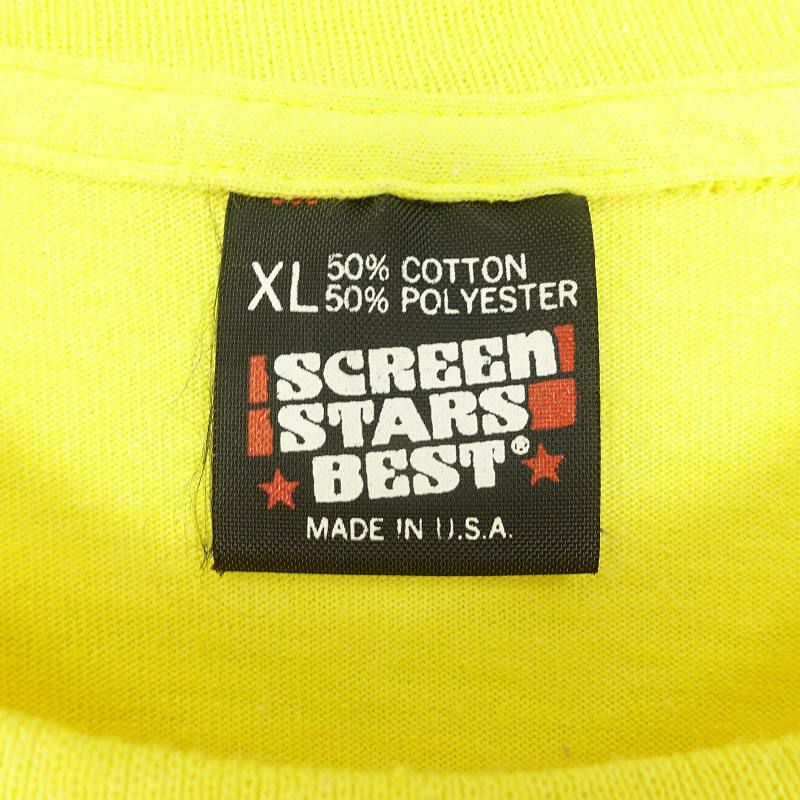 XL 50% COTTON
50% POLYESTER
SCREEN
STARS
BEST®
MADE IN U.S.A.